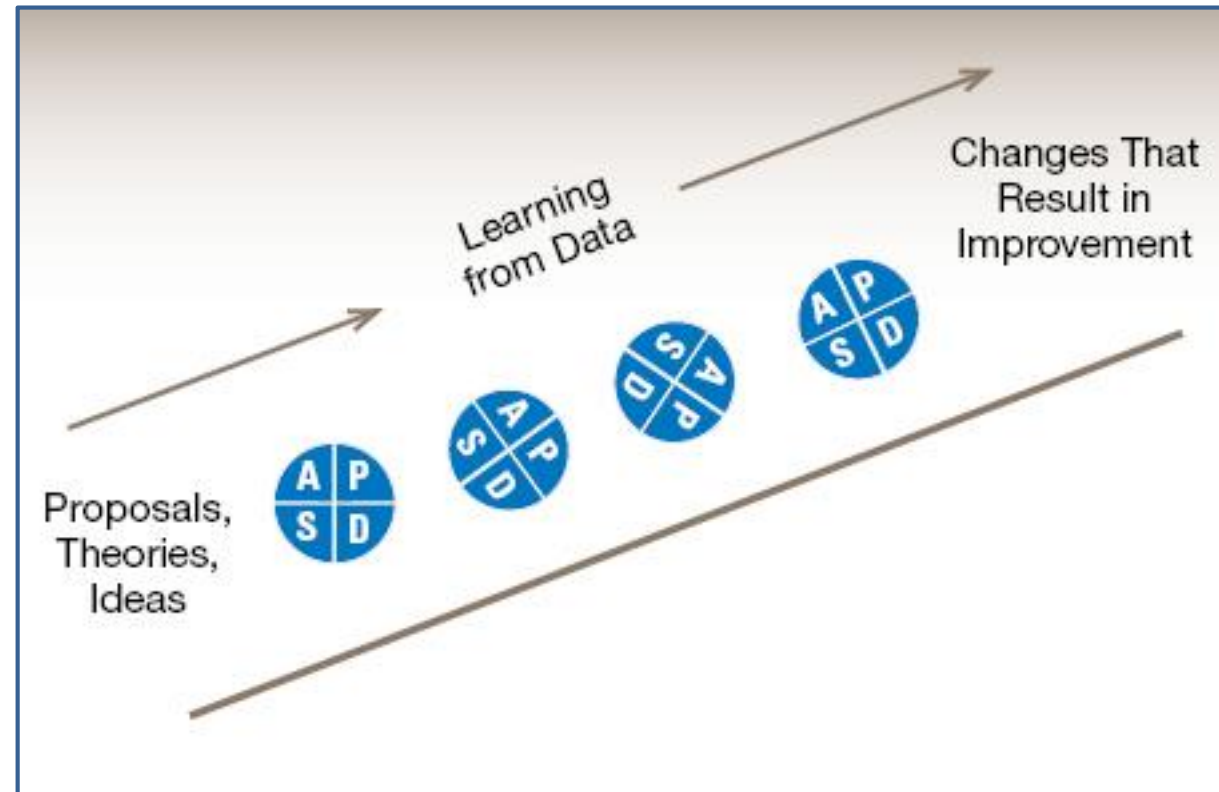 Learning
from Data
Changes That
Result in
Improvement
Proposals,
Theories,
Ideas
A P
S D
A P
S D
S A
D P
A P
S D